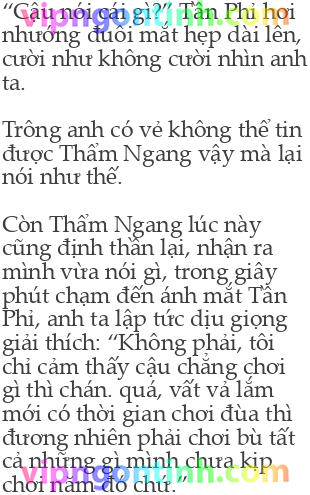 “Cậu nói cái gì?” Tần Phỉ hơi
vipngontinh.com
nhướng đuôi mắt hẹp dài lên,
cười như không cười nhìn anh
ta.
Trông anh có vẻ không thể tin
được Thẩm Ngang vậy mà lại
nói như thế.
Còn Thẩm Ngang lúc này
cũng định thần lại, nhận ra
mình vừa nói gì, trong giây
phút chạm đến ánh mắt Tần
Phỉ, anh ta lập tức dịu giọng
giải thích: “Không phải, tôi
chỉ cảm thấy cậu chẳng chơi
gì thì chán. quá, vất vả lắm
mới có thời gian chơi đùa thì
đương nhiên phải chơi bù tất
cả những gì mình chưa kịp
vipngontinh.com
chơi năm đó chứ.”